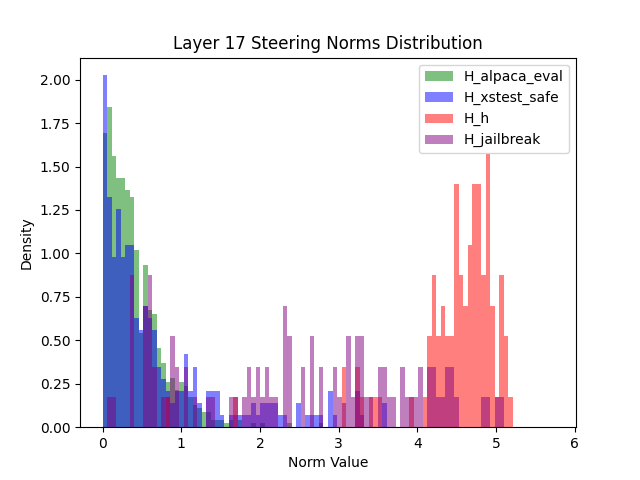 Layer 17 Steering Norms Distribution
H_alpaca_eval
H_xstest_safe
H_h
H_jailbreak
Density
2.00
1.75
1.50
1.25
1.00
0.75
0.50
0.25
0.00
0
1
2
3
4
5
6
Norm Value